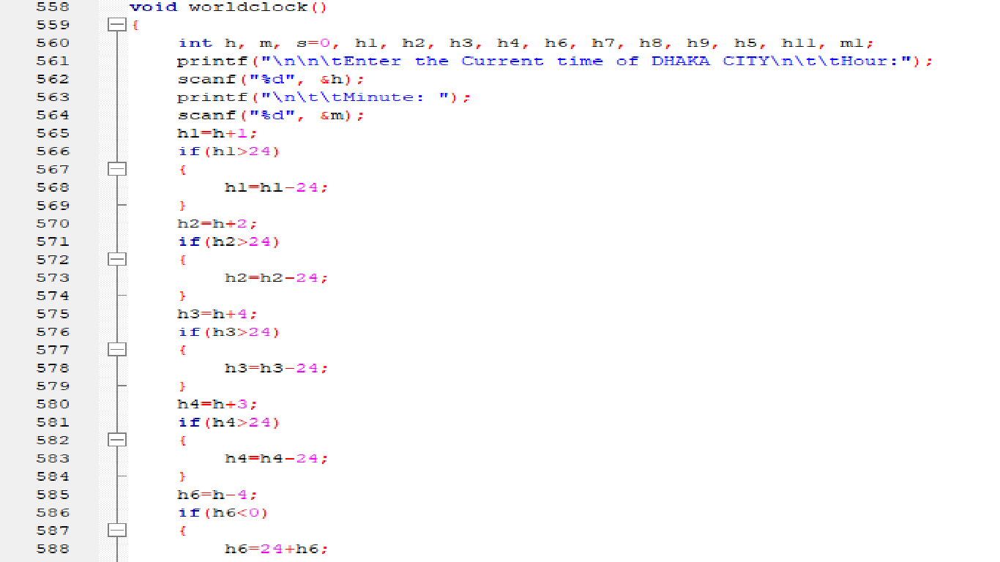 558 void worldclock()
559 {
560 int h, m, s=0, h1, h2, h3, h4, h6, h7, h8, h9, h5, h11, m1;
561 printf("\n\n\tEnter the Current time of DHAKA CITY\n\t\tHour:");
562 scanf("%d", &h);
563 printf("\n\t\tMinute: ");
564 scanf("%d", &m);
565 h1=h+1;
566 if(h1>24)
567 {
568 h1=h1-24;
569 }
570 h2=h+2;
571 if(h2>24)
572 {
573 h2=h2-24;
574 }
575 h3=h+4;
576 if(h3>24)
577 {
578 h3=h3-24;
579 }
580 h4=h+3;
581 if(h4>24)
582 {
583 h4=h4-24;
584 }
585 h6=h-4;
586 if(h6<0)
587 {
588 h6=24+h6;